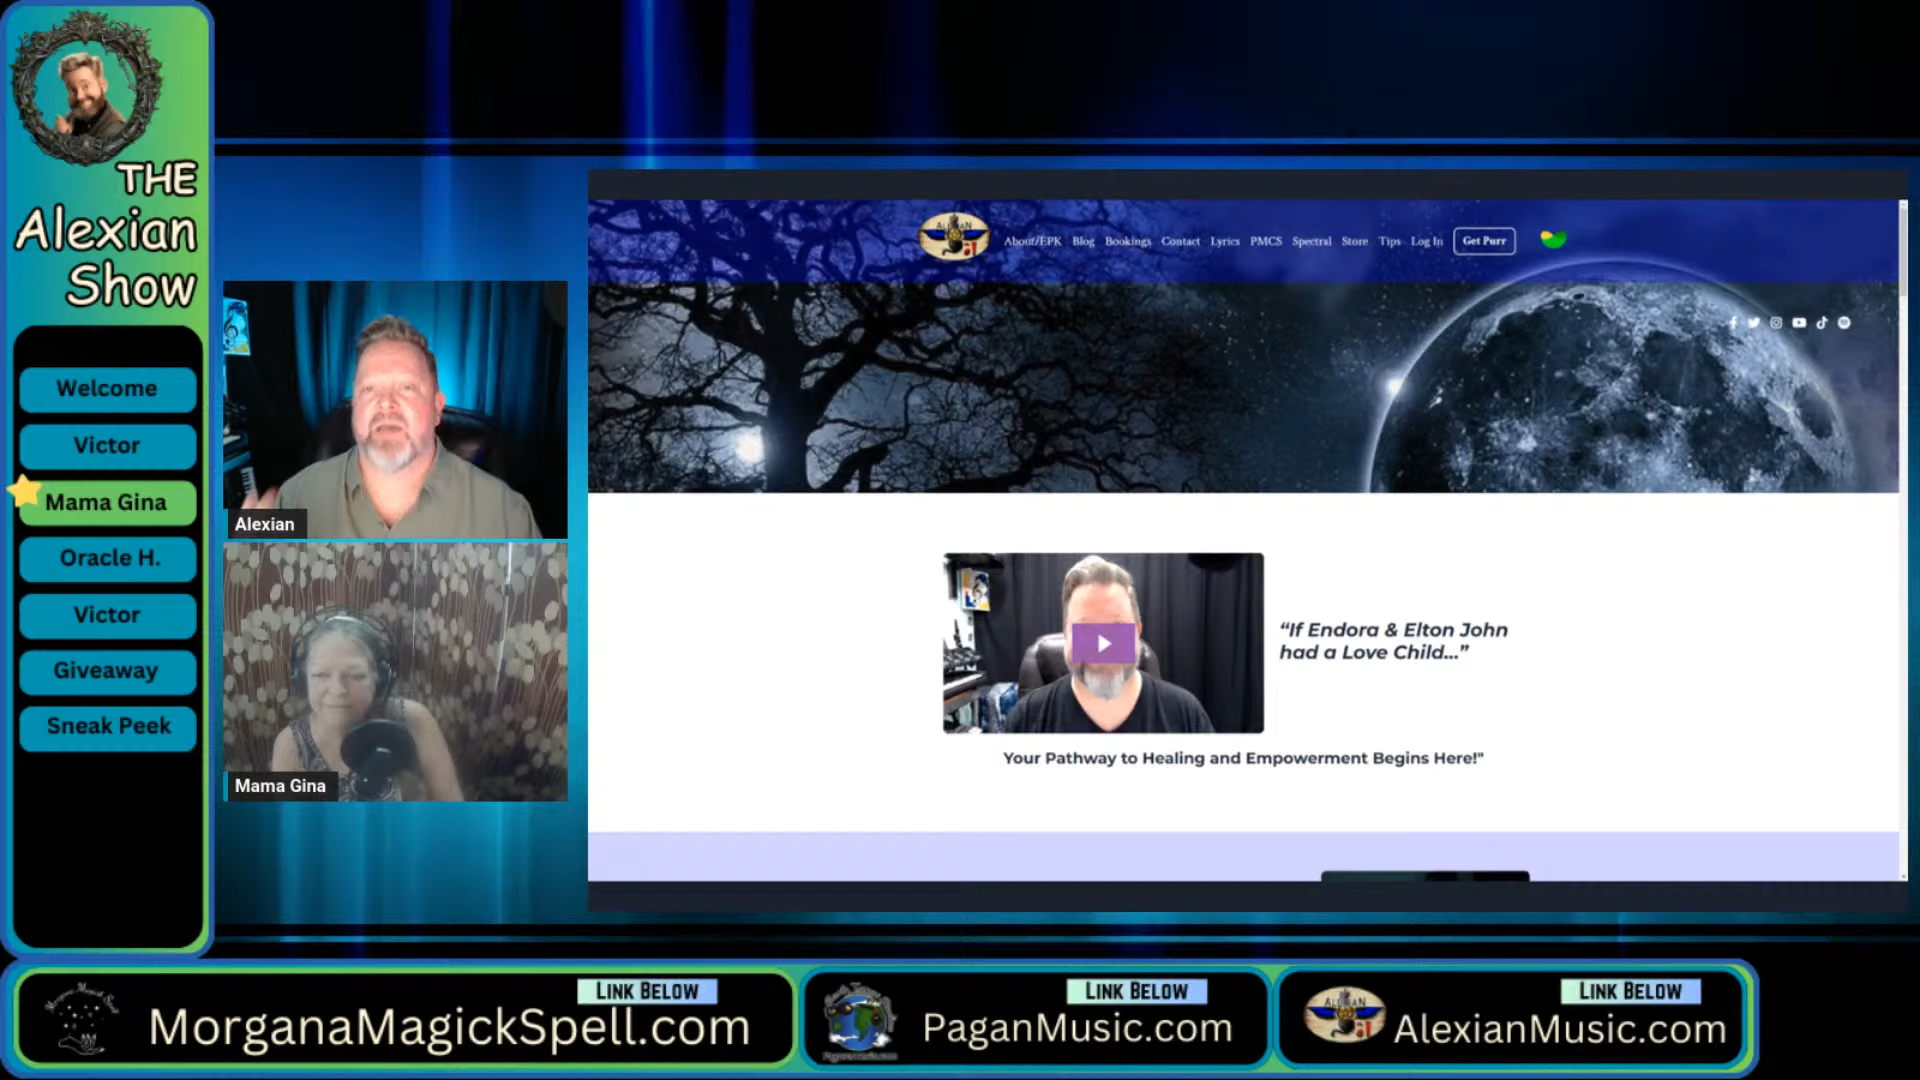 THE
Alexian
Show
Welcome
Victor
Mama Gina
Oracle H.
Victor
Giveaway
Sneak Peek
Alexian
Mama Gina
ALEXIAN
About/EPK Blog Bookings Contact Lyrics PMCS Spectral Store Tips Log In Get Purr
“If Endora & Elton John
had a Love Child...”
Your Pathway to Healing and Empowerment Begins Here!"
LINK BELOW
MorganaMagickSpell.com
LINK BELOW
PaganMusic.com
LINK BELOW
ALEXIAN
AlexianMusic.com